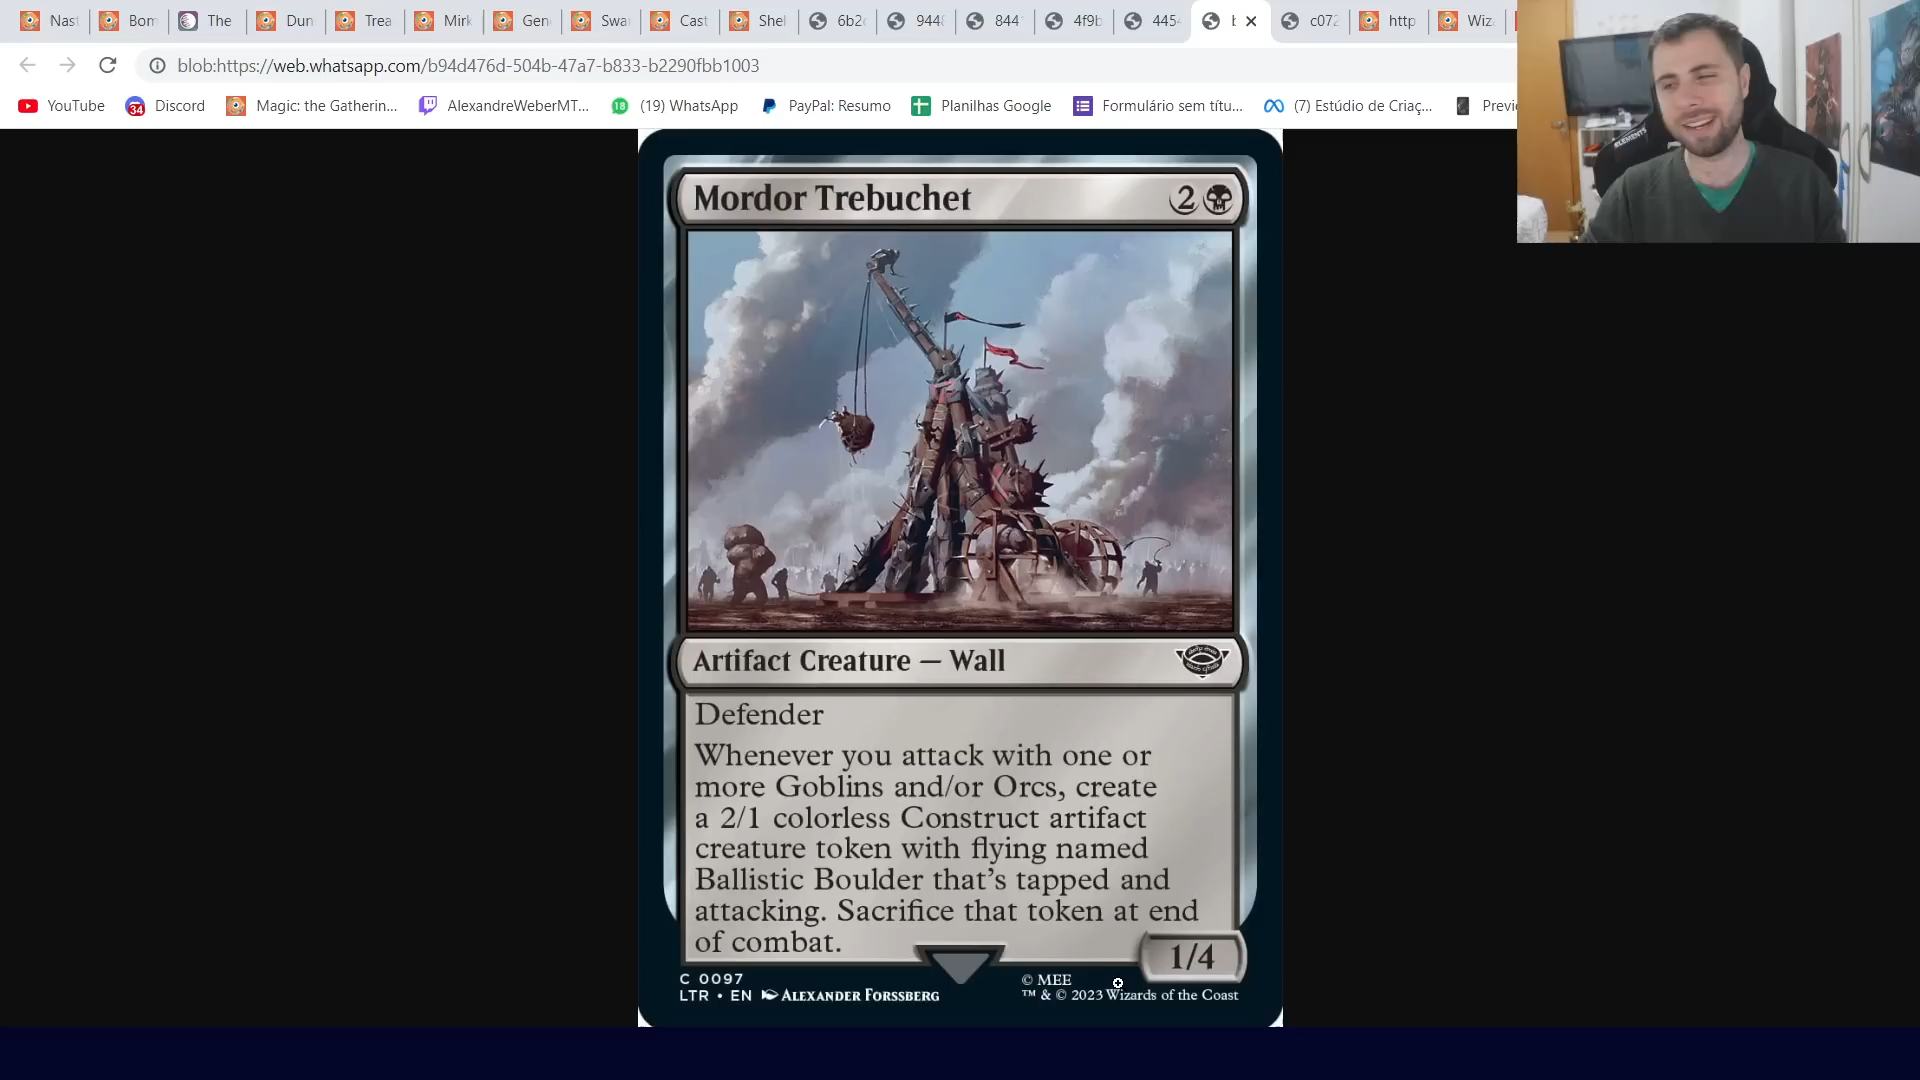 Nast
Bom
The
Dun
Trea
Mirk
Gen
Swa
Cast
Shel
6b2c
9448
844
4f9b
445
c072
http
Wiz
blob:https://web.whatsapp.com/b94d476d-504b-47a7-b833-b2290fbb1003
YouTube
34
Discord
Magic: the Gatherin...
AlexandreWeberMT...
18
(19) WhatsApp
PayPal: Resumo
Planilhas Google
Formulário sem títu...
(7) Estúdio de Criaç...
Previ
ELEMENTS
Mordor Trebuchet 2
Artifact Creature — Wall
Defender
Whenever you attack with one or
more Goblins and/or Orcs, create
a 2/1 colorless Construct artifact
creature token with flying named
Ballistic Boulder that's tapped and
attacking. Sacrifice that token at end
of combat.
1/4
C 0097
LTR • EN ALEXANDER FORSSBERG
© MEE
™ & © 2023 Wizards of the Coast